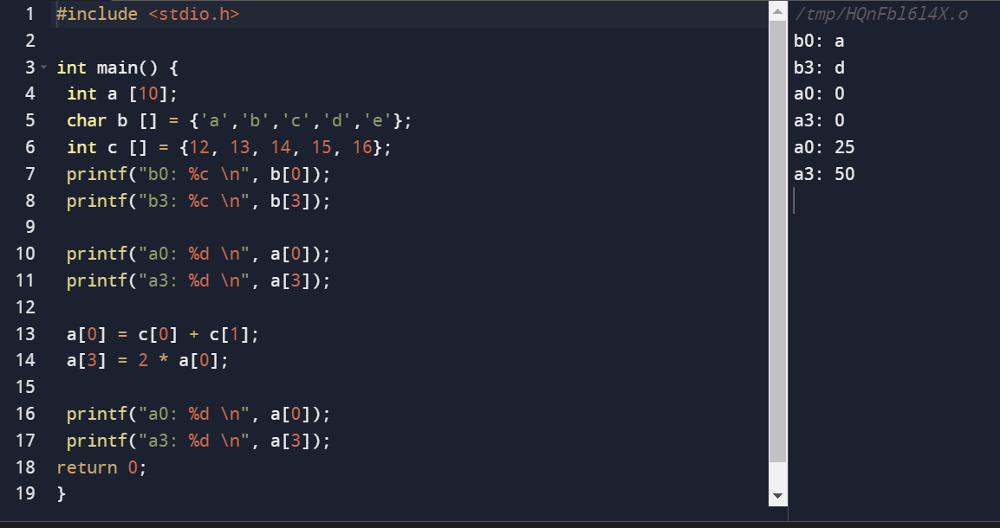 1 #include <stdio.h>
2
3 int main() {
4 int a [10];
5 char b [] = {'a','b','c','d','e'};
6 int c [] = {12, 13, 14, 15, 16};
7 printf("b0: %c \n", b[0]);
8 printf("b3: %c \n", b[3]);
9
10 printf("a0: %d \n", a[0]);
11 printf("a3: %d \n", a[3]);
12
13 a[0] = c[0] + c[1];
14 a[3] = 2 * a[0];
15
16 printf("a0: %d \n", a[0]);
17 printf("a3: %d \n", a[3]);
18 return 0;
19 }
/tmp/HQnFbl6l4X.o
b0: a
b3: d
a0: 0
a3: 0
a0: 25
a3: 50